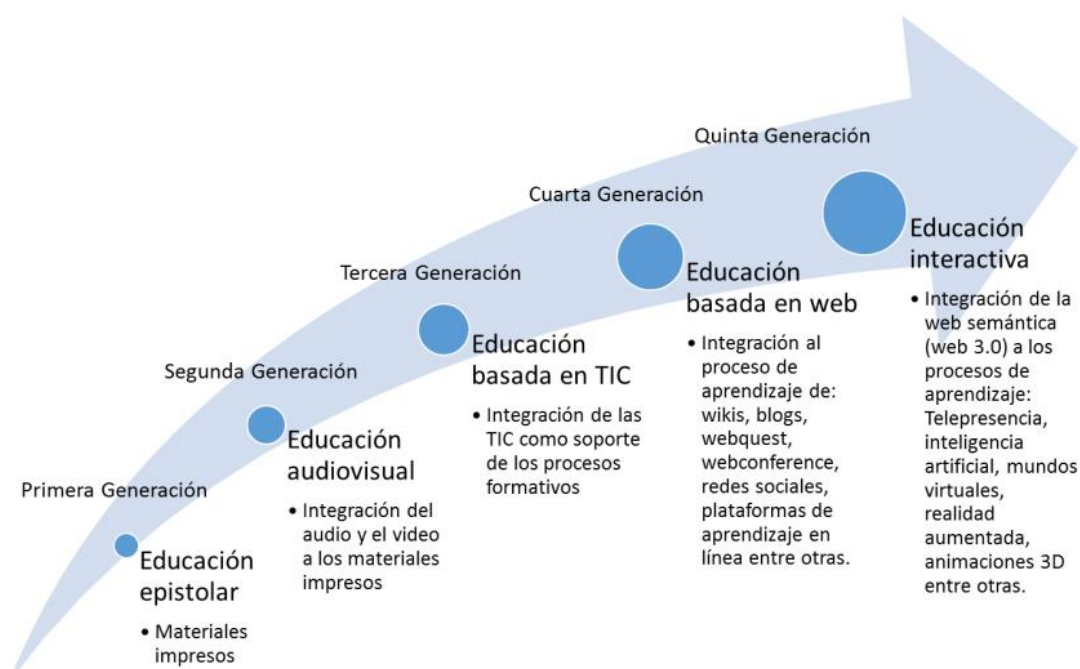 Primera Generación
Educación
epistolar
• Materiales
impresos
Segunda Generación
Educación
audiovisual
• Integración del
audio y el video
a los materiales
impresos
Tercera Generación
Educación
basada en TIC
• Integración de las
TIC como soporte
de los procesos
formativos
Cuarta Generación
Educación
basada en web
• Integración al
proceso de
aprendizaje de:
wikis, blogs,
webquest,
webconference,
redes sociales,
plataformas de
aprendizaje en
línea entre otras.
Quinta Generación
Educación
interactiva
• Integración de la
web semántica
(web 3.0) a los
procesos de
aprendizaje:
Telepresencia,
inteligencia
artificial, mundos
virtuales,
realidad
aumentada,
animaciones 3D
entre otras.